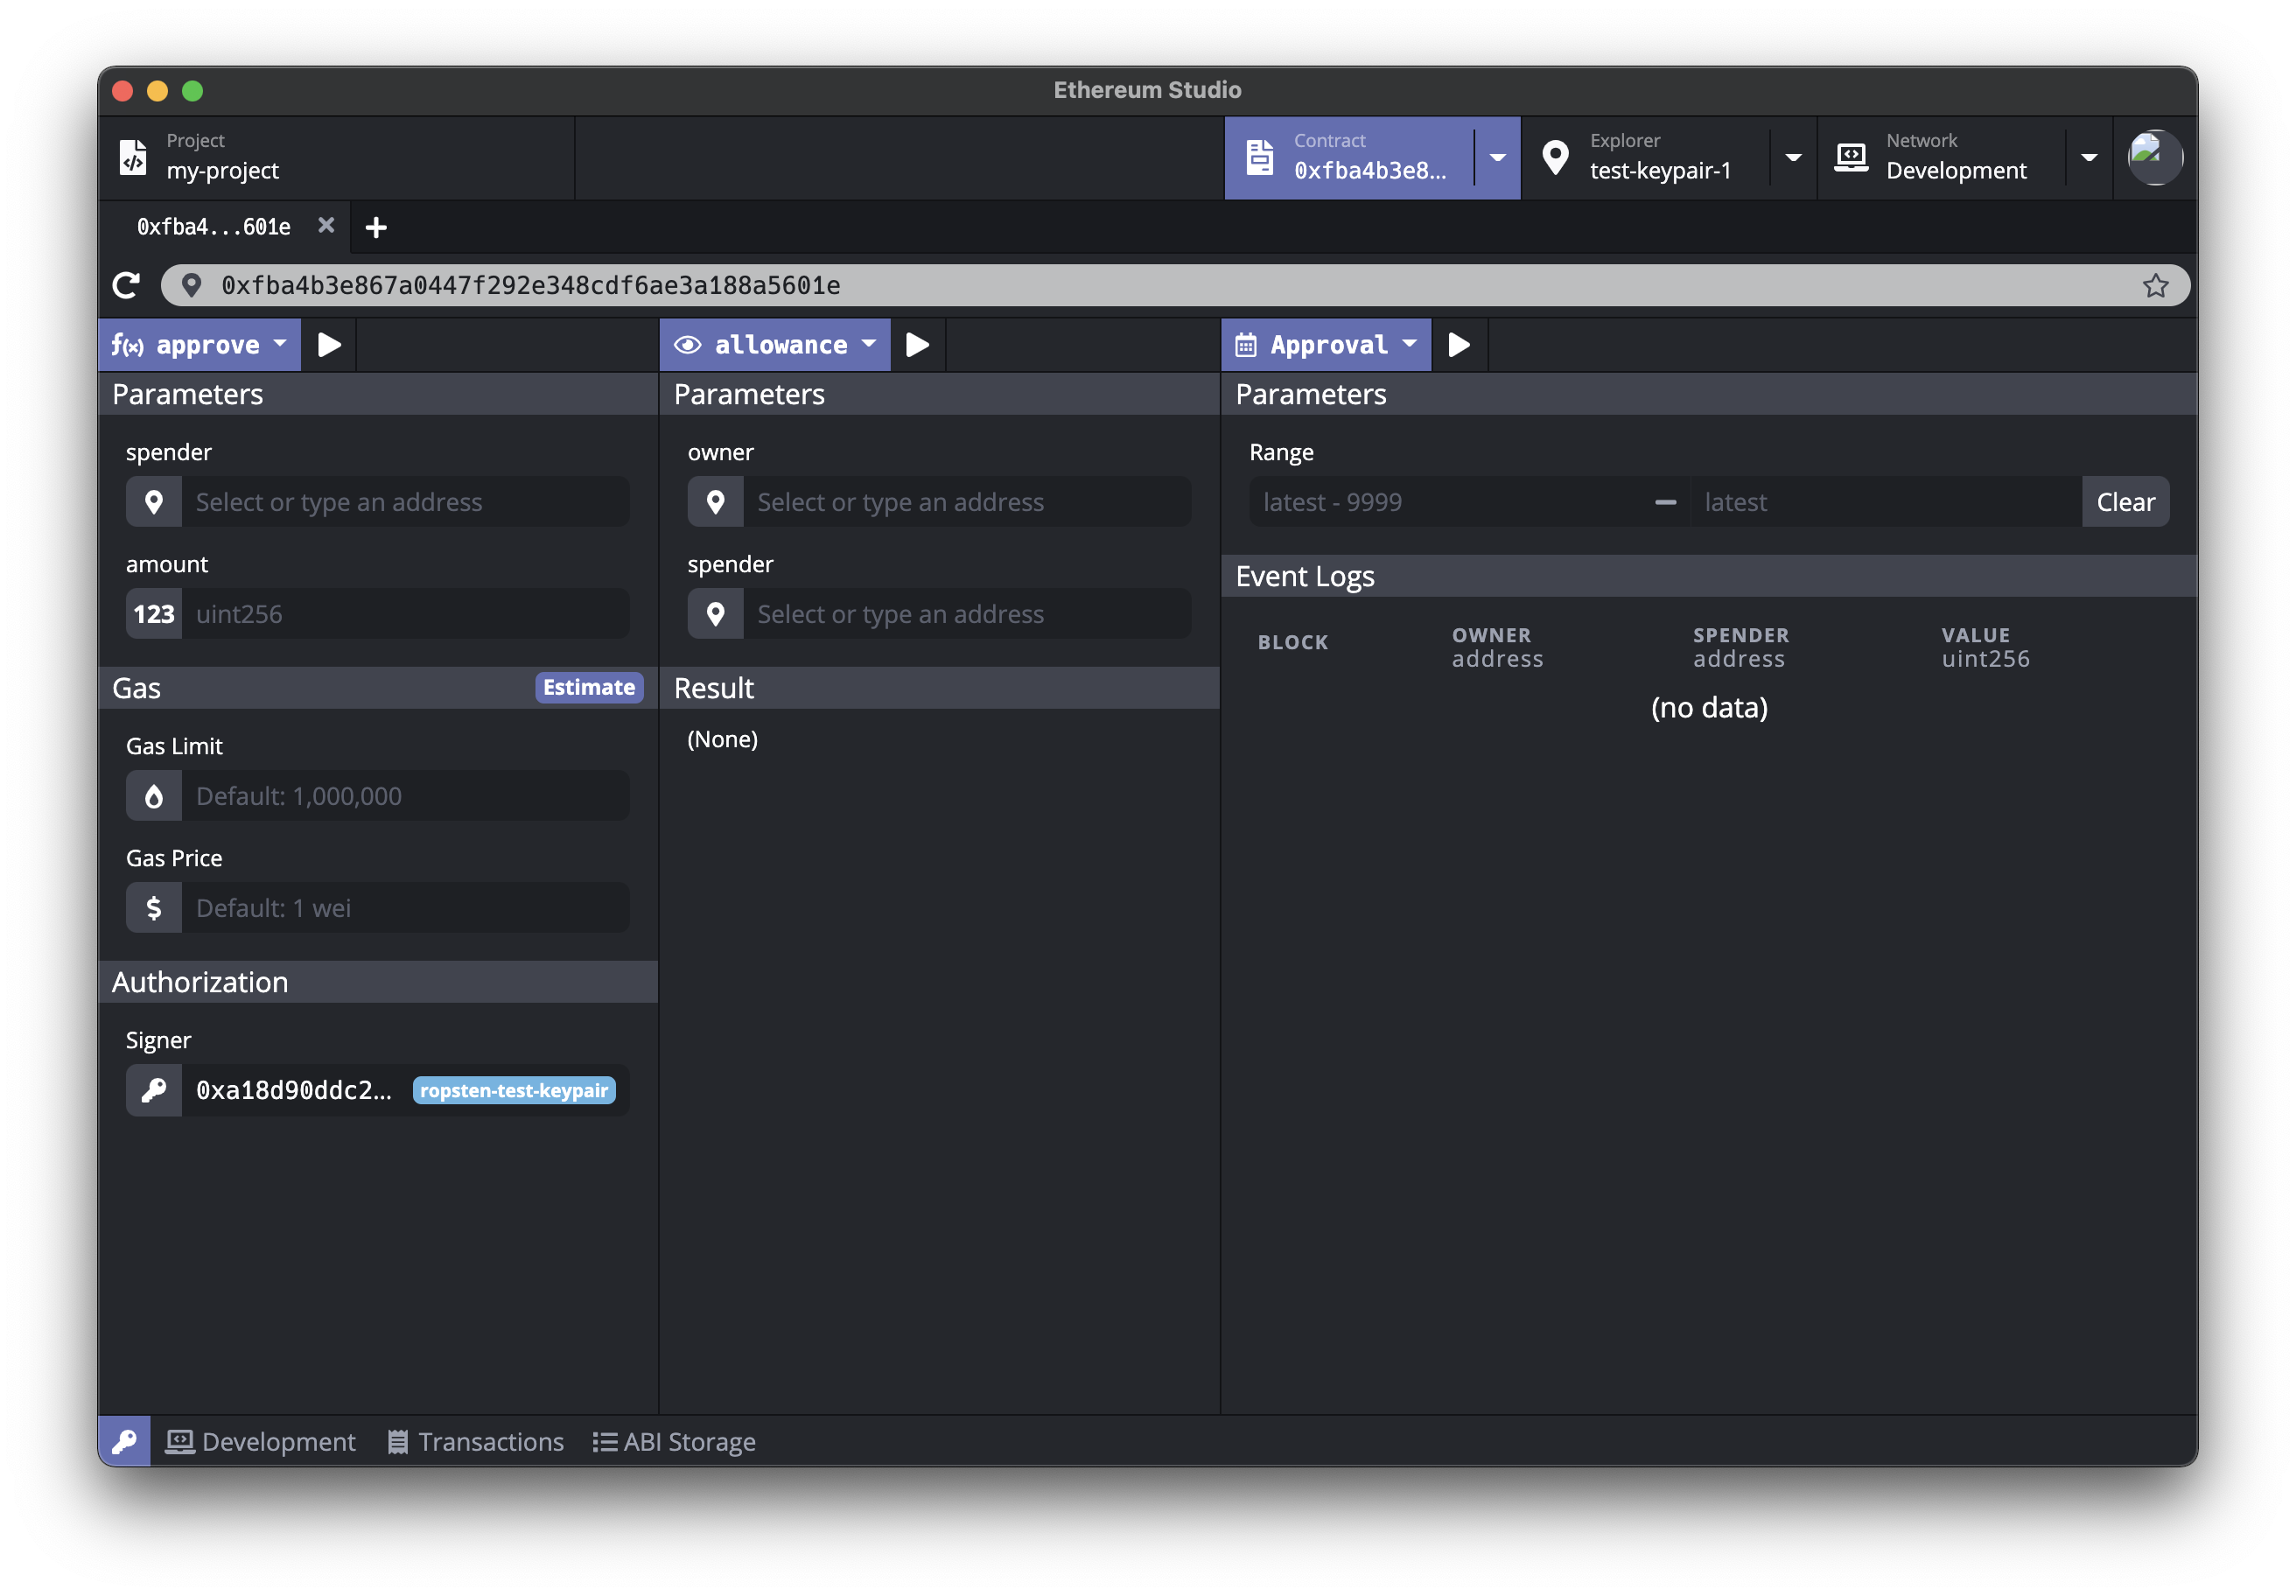 Ethereum Studio
Project
my-project
Contract
0xfba4b3e8...
Explorer
test-keypair-1
Network
Development
0xfba4...601e
0xfba4b3e867a0447f292e348cdf6ae3a188a5601e
f(x) approve
allowance
Approval
Parameters
spender
Select or type an address
amount
123 uint256
Gas
Estimate
Gas Limit
Default: 1,000,000
Gas Price
Default: 1 wei
Authorization
Signer
0xa18d90ddc2... ropsten-test-keypair
Parameters
owner
Select or type an address
spender
Select or type an address
Result
(None)
Parameters
Range
latest - 9999 — latest Clear
Event Logs
BLOCK
OWNER
address
SPENDER
address
VALUE
uint256
(no data)
Development
Transactions
ABI Storage